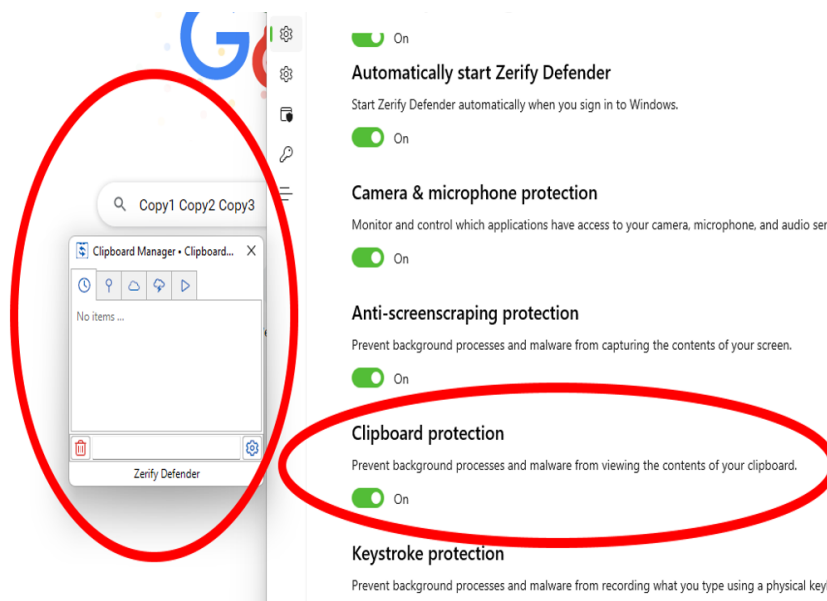 Go
Copy1 Copy2 Copy3
Clipboard Manager • Clipboard...
No items ...
Zerify Defender
On
Automatically start Zerify Defender
Start Zerify Defender automatically when you sign in to Windows.
On
Camera & microphone protection
Monitor and control which applications have access to your camera, microphone, and audio ser
On
Anti-screenscraping protection
Prevent background processes and malware from capturing the contents of your screen.
On
Clipboard protection
Prevent background processes and malware from viewing the contents of your clipboard.
On
Keystroke protection
Prevent background processes and malware from recording what you type using a physical key